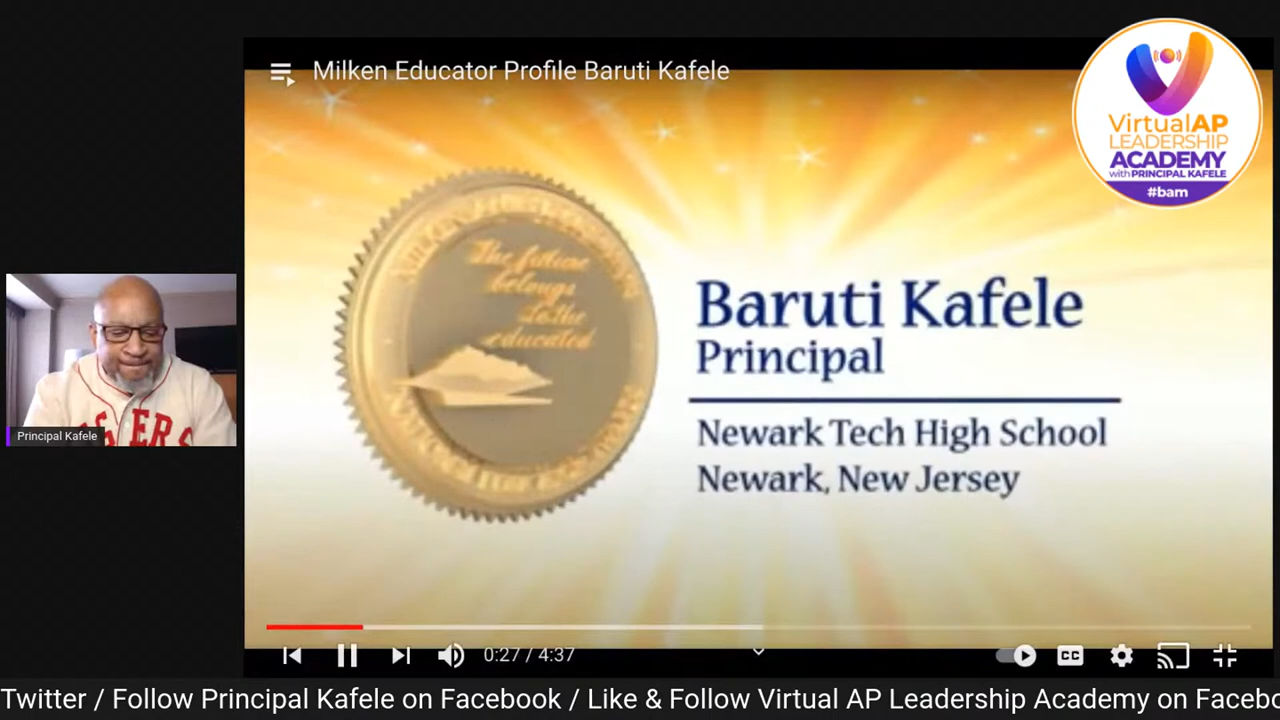 Milken Educator Profile Baruti Kafele
VirtualAP
LEADERSHIP
ACADEMY
with PRINCIPAL KAFELE
#bam
The future
belongs
to the
educated
Baruti Kafele
Principal
Newark Tech High School
Newark, New Jersey
Principal Kafele
ERS
0:27 / 4:37
CC
Twitter / Follow Principal Kafele on Facebook / Like & Follow Virtual AP Leadership Academy on Facebo